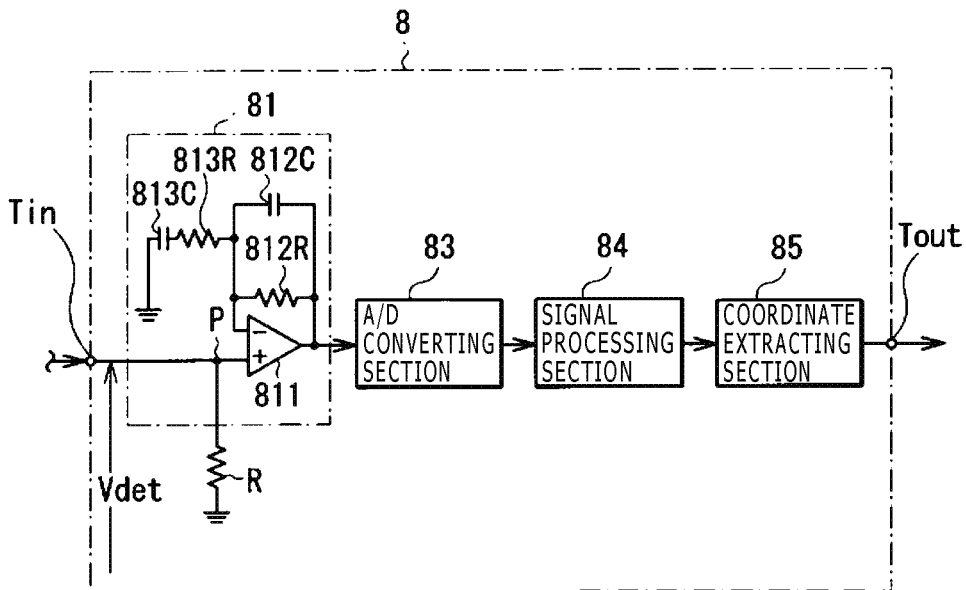 8
81
813R
812C
813C
Tin
812R
83
84
85
Tout
P
−
+
811
A/D
CONVERTING
SECTION
SIGNAL
PROCESSING
SECTION
COORDINATE
EXTRACTING
SECTION
Vdet
R